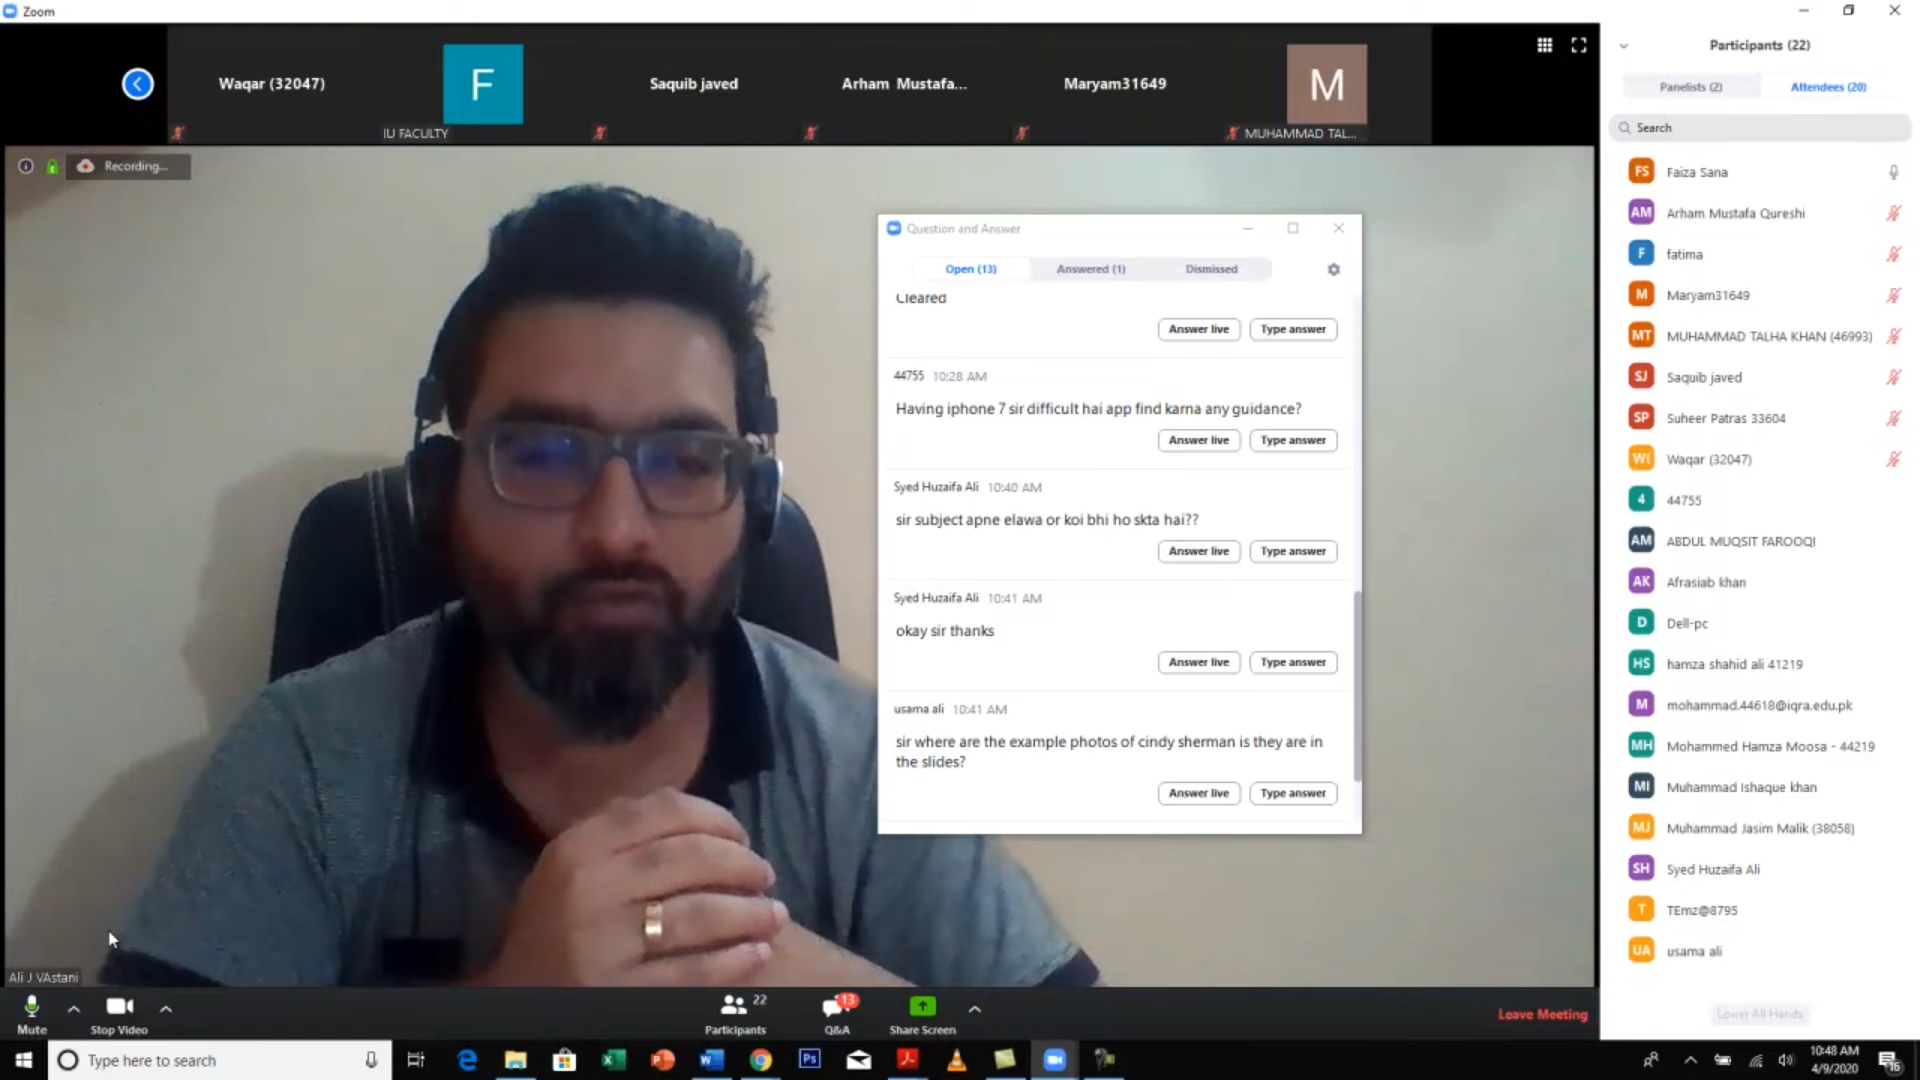 Zoom
Waqar (32047)
F
IU FACULTY
Saquib javed
Arham Mustafa...
Maryam31649
M
MUHAMMAD TAL...
Recording...
Question and Answer
Open (13)
Answered (1)
Dismissed
Cleared
Answer live
Type answer
44755 10:28 AM
Having iphone 7 sir difficult hai app find karna any guidance?
Answer live
Type answer
Syed Huzaifa Ali 10:40 AM
sir subject apne elawa or koi bhi ho skta hai??
Answer live
Type answer
Syed Huzaifa Ali 10:41 AM
okay sir thanks
Answer live
Type answer
usama ali 10:41 AM
sir where are the example photos of cindy sherman is they are in
the slides?
Answer live
Type answer
Ali J VAstani
Mute
Stop Video
22
Participants
13
Q&A
Share Screen
Leave Meeting
Participants (22)
Panelists (2)
Attendees (20)
Search
FS Faiza Sana
AM Arham Mustafa Qureshi
F fatima
M Maryam31649
MT MUHAMMAD TALHA KHAN (46993)
SJ Saquib javed
SP Suheer Patras 33604
W( Waqar (32047)
4 44755
AM ABDUL MUQSIT FAROOQI
AK Afrasiab khan
D Dell-pc
HS hamza shahid ali 41219
M mohammad.44618@iqra.edu.pk
MH Mohammed Hamza Moosa - 44219
MI Muhammad Ishaque khan
MJ Muhammad Jasim Malik (38058)
SH Syed Huzaifa Ali
T TEmz@8795
UA usama ali
Lower All Hands
Type here to search
Ps
10:48 AM
4/9/2020
16